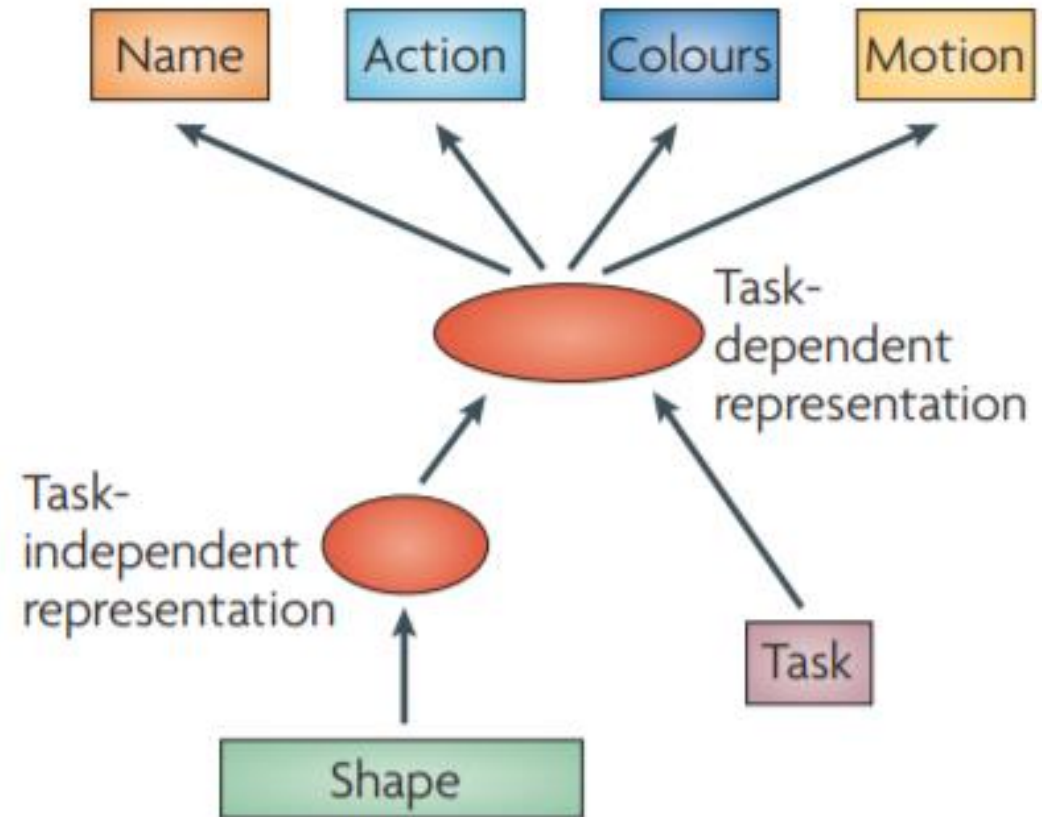 Name
Action
Colours
Motion
Task-
dependent
representation
Task-
independent
representation
Task
Shape